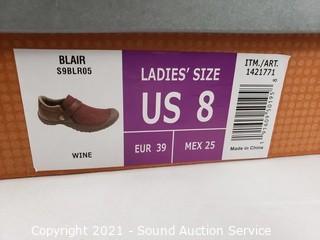 BLAIR
S9BLR05
WINE
LADIES' SIZE
US 8
EUR 39
MEX 25
ITM./ART.
1421771
Made in China
Copyright 2021 - Sound Auction Service